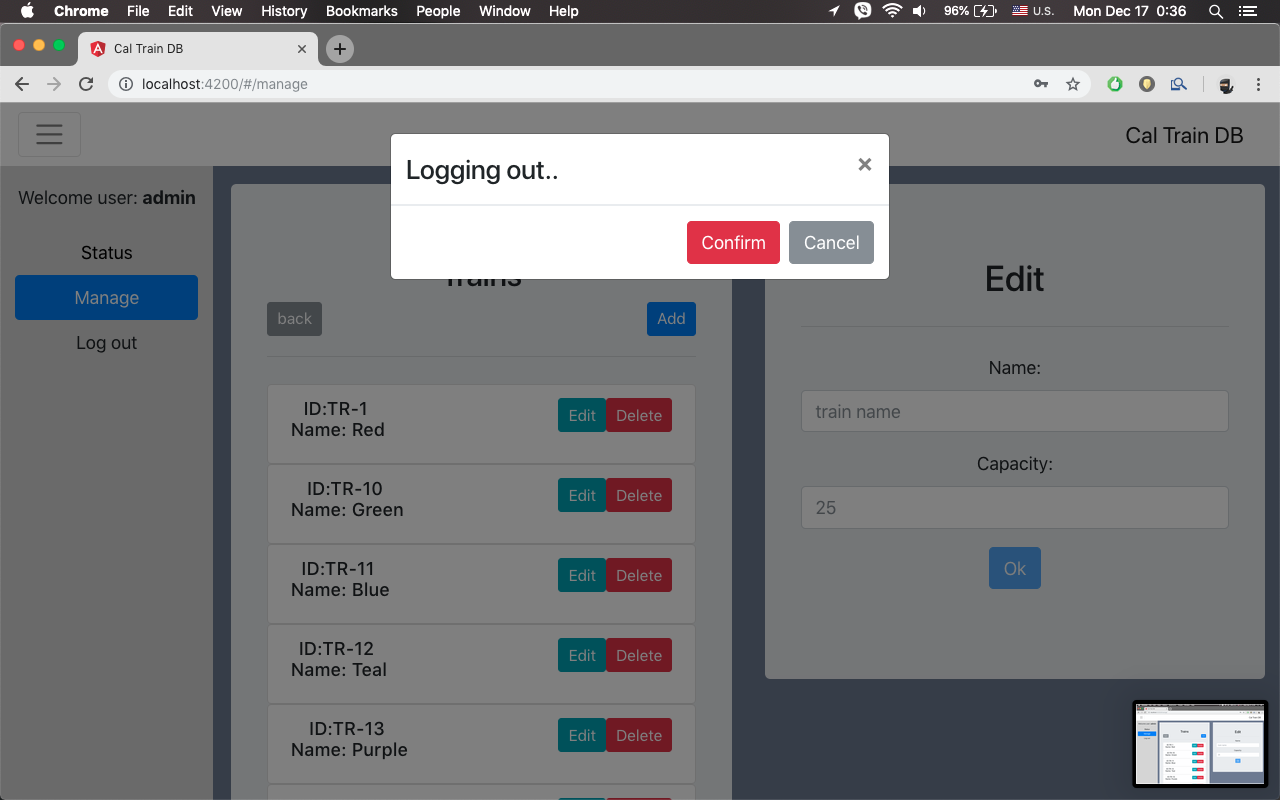 Chrome File Edit View History Bookmarks People Window Help 96% U.S. Mon Dec 17 0:36
Cal Train DB
localhost:4200/#/manage
Cal Train DB
Logging out.. ×
Confirm Cancel
Welcome user: admin
Status
Manage
Log out
Trains
back Add
ID:TR-1
Name: Red
Edit Delete
ID:TR-10
Name: Green
Edit Delete
ID:TR-11
Name: Blue
Edit Delete
ID:TR-12
Name: Teal
Edit Delete
ID:TR-13
Name: Purple
Edit Delete
Edit
Name:
train name
Capacity:
25
Ok